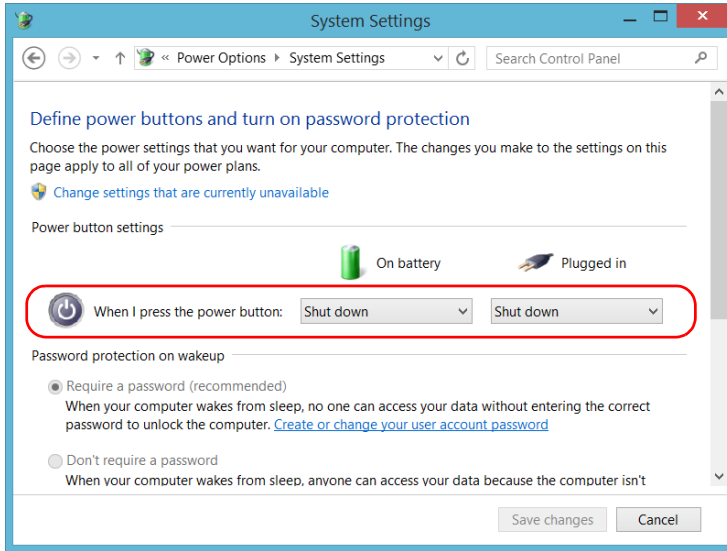 System Settings
« Power Options System Settings Search Control Panel
Define power buttons and turn on password protection
Choose the power settings that you want for your computer. The changes you make to the settings on this
page apply to all of your power plans.
Change settings that are currently unavailable
Power button settings
On battery Plugged in
When I press the power button: Shut down Shut down
Password protection on wakeup
Require a password (recommended)
When your computer wakes from sleep, no one can access your data without entering the correct
password to unlock the computer. Create or change your user account password
Don't require a password
When your computer wakes from sleep, anyone can access your data because the computer isn't
Save changes Cancel